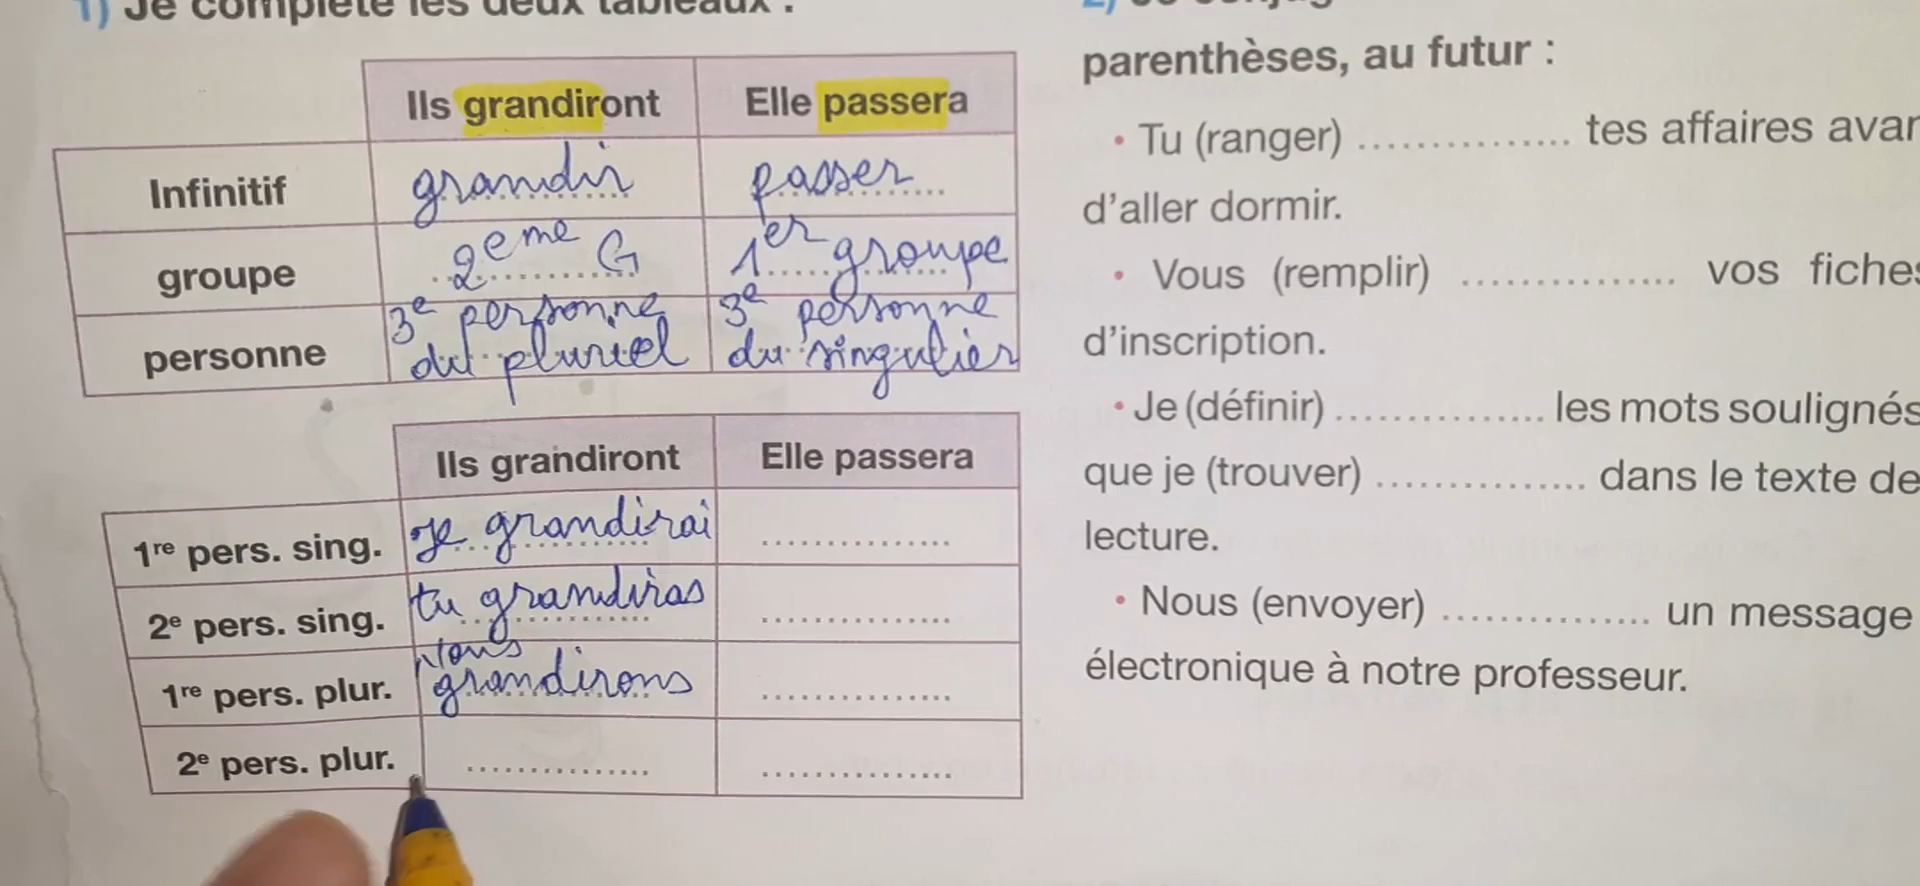 1) Je complète les deux tableaux :
Ils grandiront Elle passera
Infinitif grandir passer
groupe 2eme G 1er groupe
personne 3e personne du pluriel 3e personne du singulier
Ils grandiront Elle passera
1re pers. sing. Je grandirai ...............
2e pers. sing. tu grandiras ...............
1re pers. plur. Nous grandirons ...............
2e pers. plur. ............... ...............
parenthèses, au futur :
• Tu (ranger) ............... tes affaires
d'aller dormir.
• Vous (remplir) ............... vos fiches
d'inscription.
• Je (définir) ............... les mots soulignés
que je (trouver) ............... dans le texte de
lecture.
• Nous (envoyer) ............... un message
électronique à notre professeur.